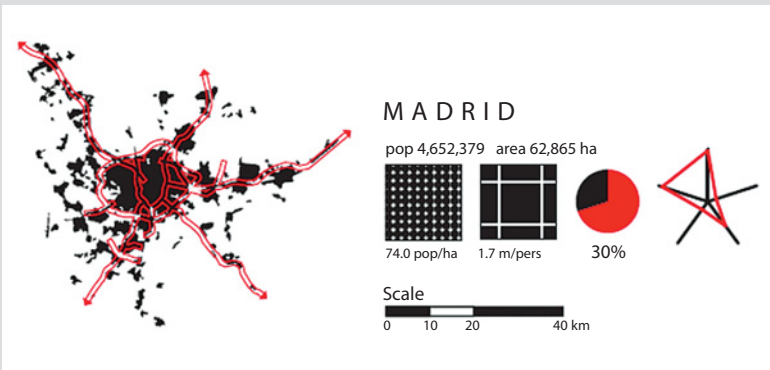 MADRID
pop 4,652,379 area 62,865 ha
74.0 pop/ha 1.7 m/pers 30%
Scale
0 10 20 40 km